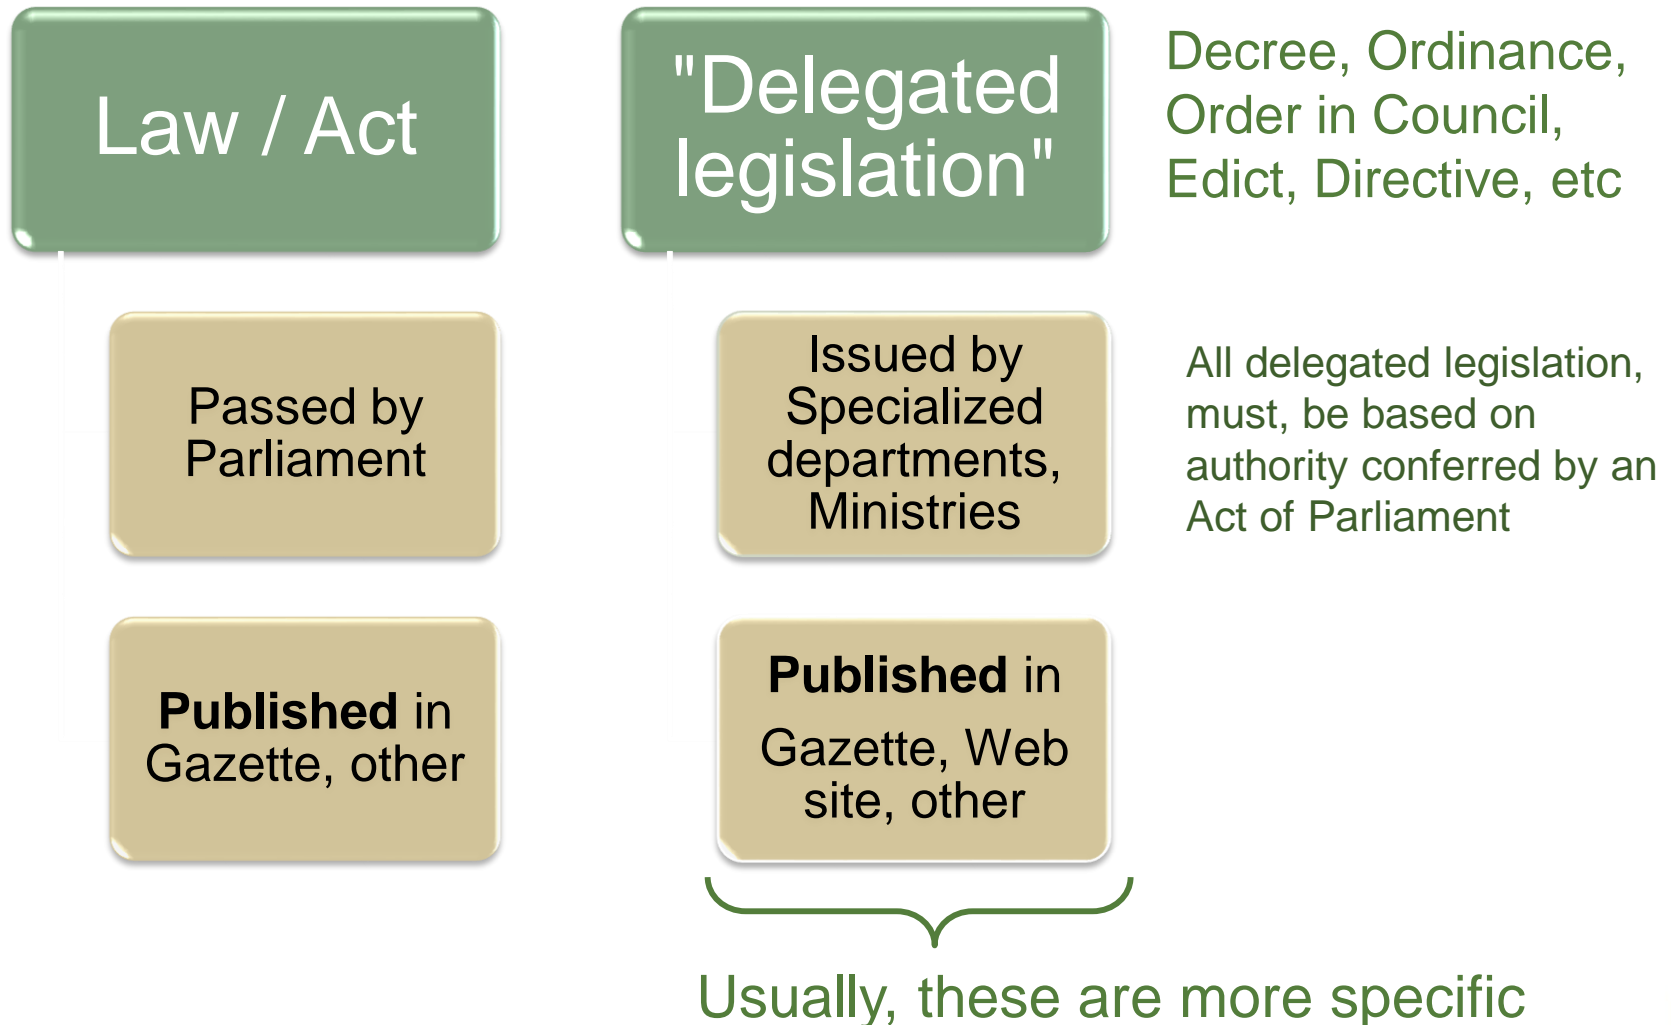 Law / Act
Passed by
Parliament
Published in
Gazette, other
"Delegated
legislation"
Issued by
Specialized
departments,
Ministries
Published in
Gazette, Web
site, other
Decree, Ordinance,
Order in Council,
Edict, Directive, etc
All delegated legislation,
must, be based on
authority conferred by an
Act of Parliament
Usually, these are more specific